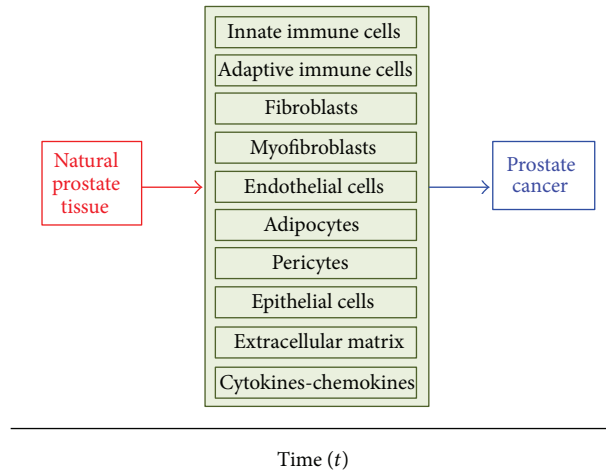 Natural
prostate
tissue
Innate immune cells
Adaptive immune cells
Fibroblasts
Myofibroblasts
Endothelial cells
Adipocytes
Pericytes
Epithelial cells
Extracellular matrix
Cytokines-chemokines
Prostate
cancer
Time (t)